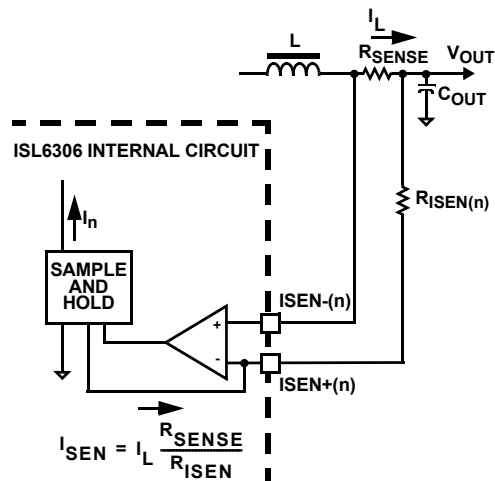 I_L
L
R_SENSE
V_OUT
C_OUT
ISL6306 INTERNAL CIRCUIT
R_ISEN(n)
I_n
SAMPLE
AND
HOLD
ISEN-(n)
+
-
ISEN+(n)
I_SEN = I_L R_SENSE / R_ISEN